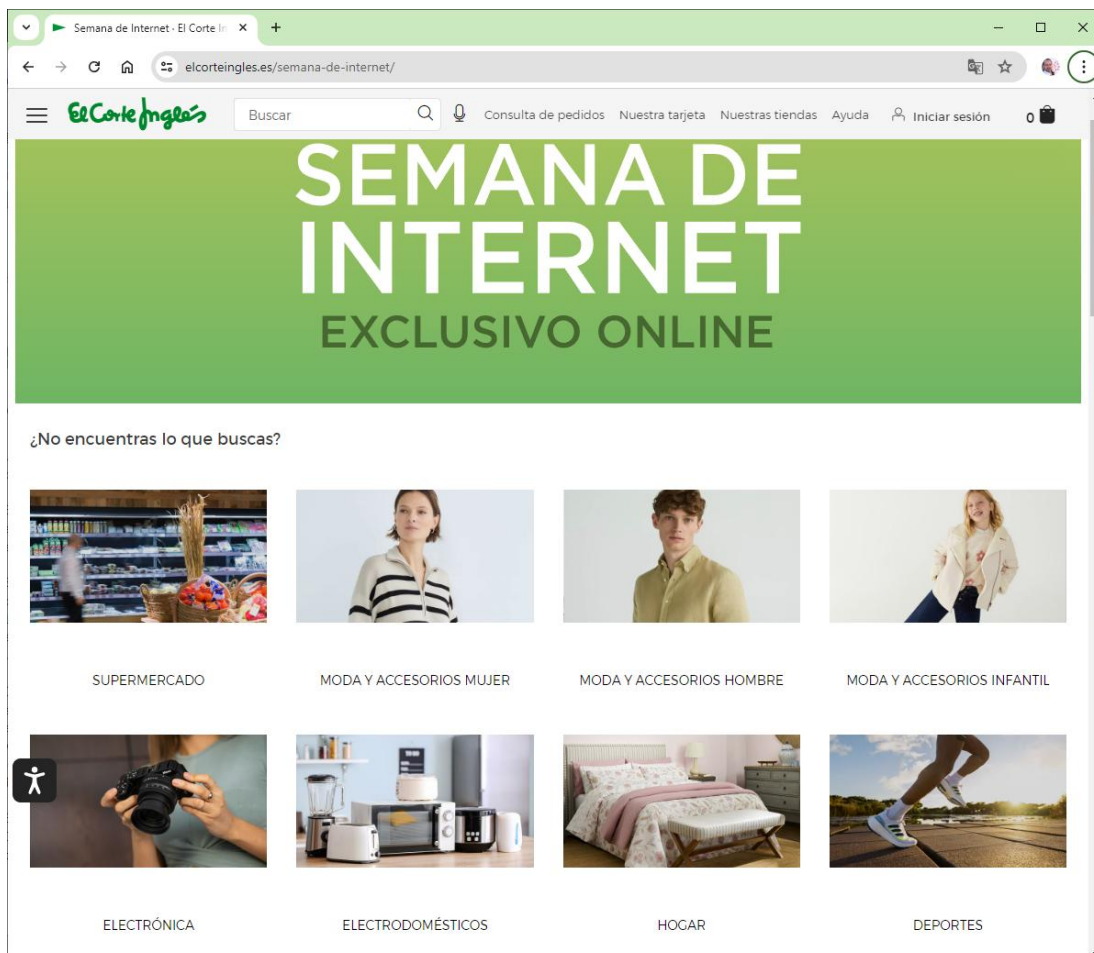 Semana de Internet · El Corte In
elcorteingles.es/semana-de-internet/
El Corte Inglés
Buscar
Consulta de pedidos
Nuestra tarjeta
Nuestras tiendas
Ayuda
Iniciar sesión
0
SEMANA DE
INTERNET
EXCLUSIVO ONLINE
¿No encuentras lo que buscas?
SUPERMERCADO
MODA Y ACCESORIOS MUJER
MODA Y ACCESORIOS HOMBRE
MODA Y ACCESORIOS INFANTIL
ELECTRÓNICA
ELECTRODOMÉSTICOS
HOGAR
DEPORTES